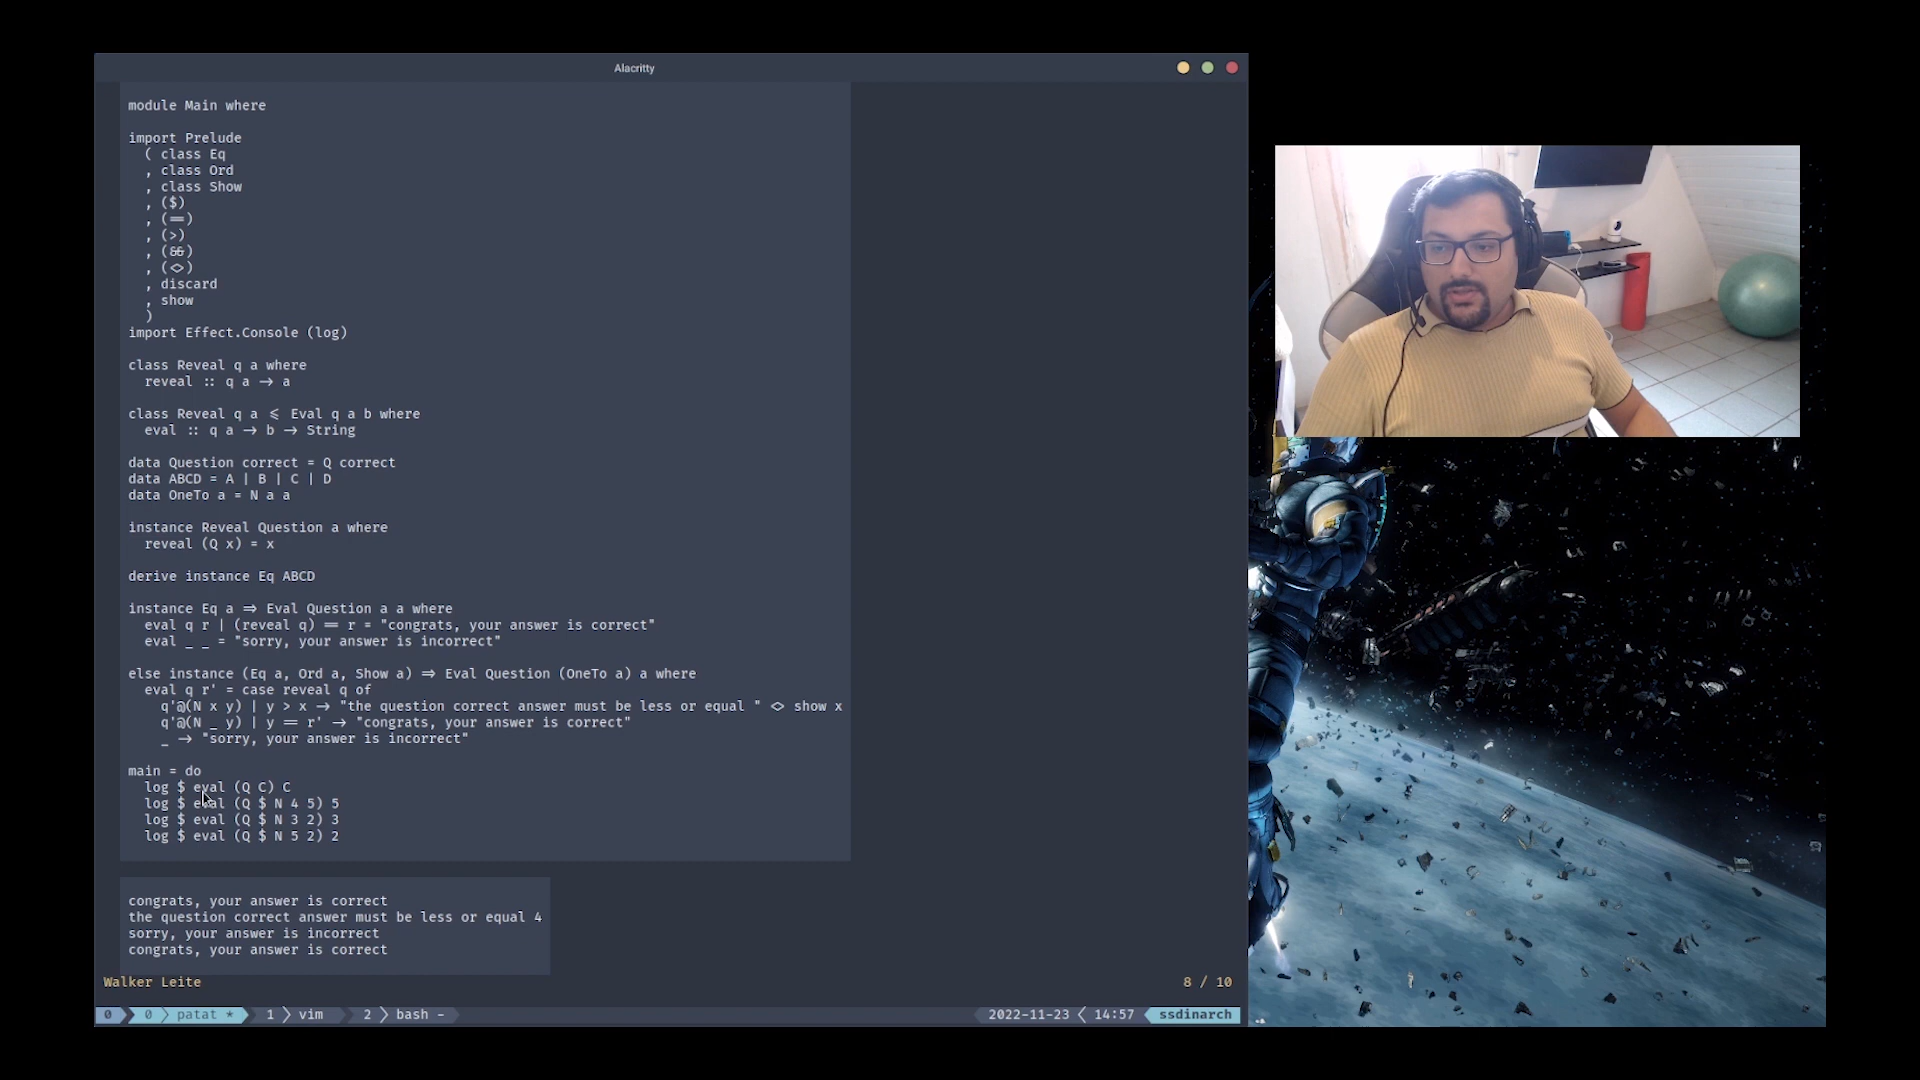 Alacritty
module Main where
import Prelude
( class Eq
, class Ord
, class Show
, ($)
, (==)
, (>)
, (&&)
, (<>)
, discard
, show
)
import Effect.Console (log)
class Reveal q a where
reveal :: q a -> a
class Reveal q a <= Eval q a b where
eval :: q a -> b -> String
data Question correct = Q correct
data ABCD = A | B | C | D
data OneTo a = N a a
instance Reveal Question a where
reveal (Q x) = x
derive instance Eq ABCD
instance Eq a => Eval Question a a where
eval q r | (reveal q) == r = "congrats, your answer is correct"
eval _ _ = "sorry, your answer is incorrect"
else instance (Eq a, Ord a, Show a) => Eval Question (OneTo a) a where
eval q r' = case reveal q of
q'@(N x y) | y > x -> "the question correct answer must be less or equal " <> show x
q'@(N _ y) | y == r' -> "congrats, your answer is correct"
_ -> "sorry, your answer is incorrect"
main = do
log $ eval (Q C) C
log $ eval (Q $ N 4 5) 5
log $ eval (Q $ N 3 2) 3
log $ eval (Q $ N 5 2) 2
congrats, your answer is correct
the question correct answer must be less or equal 4
sorry, your answer is incorrect
congrats, your answer is correct
Walker Leite 8 / 10
0 0 patat * 1 vim 2 bash - 2022-11-23 14:57 ssdinarch